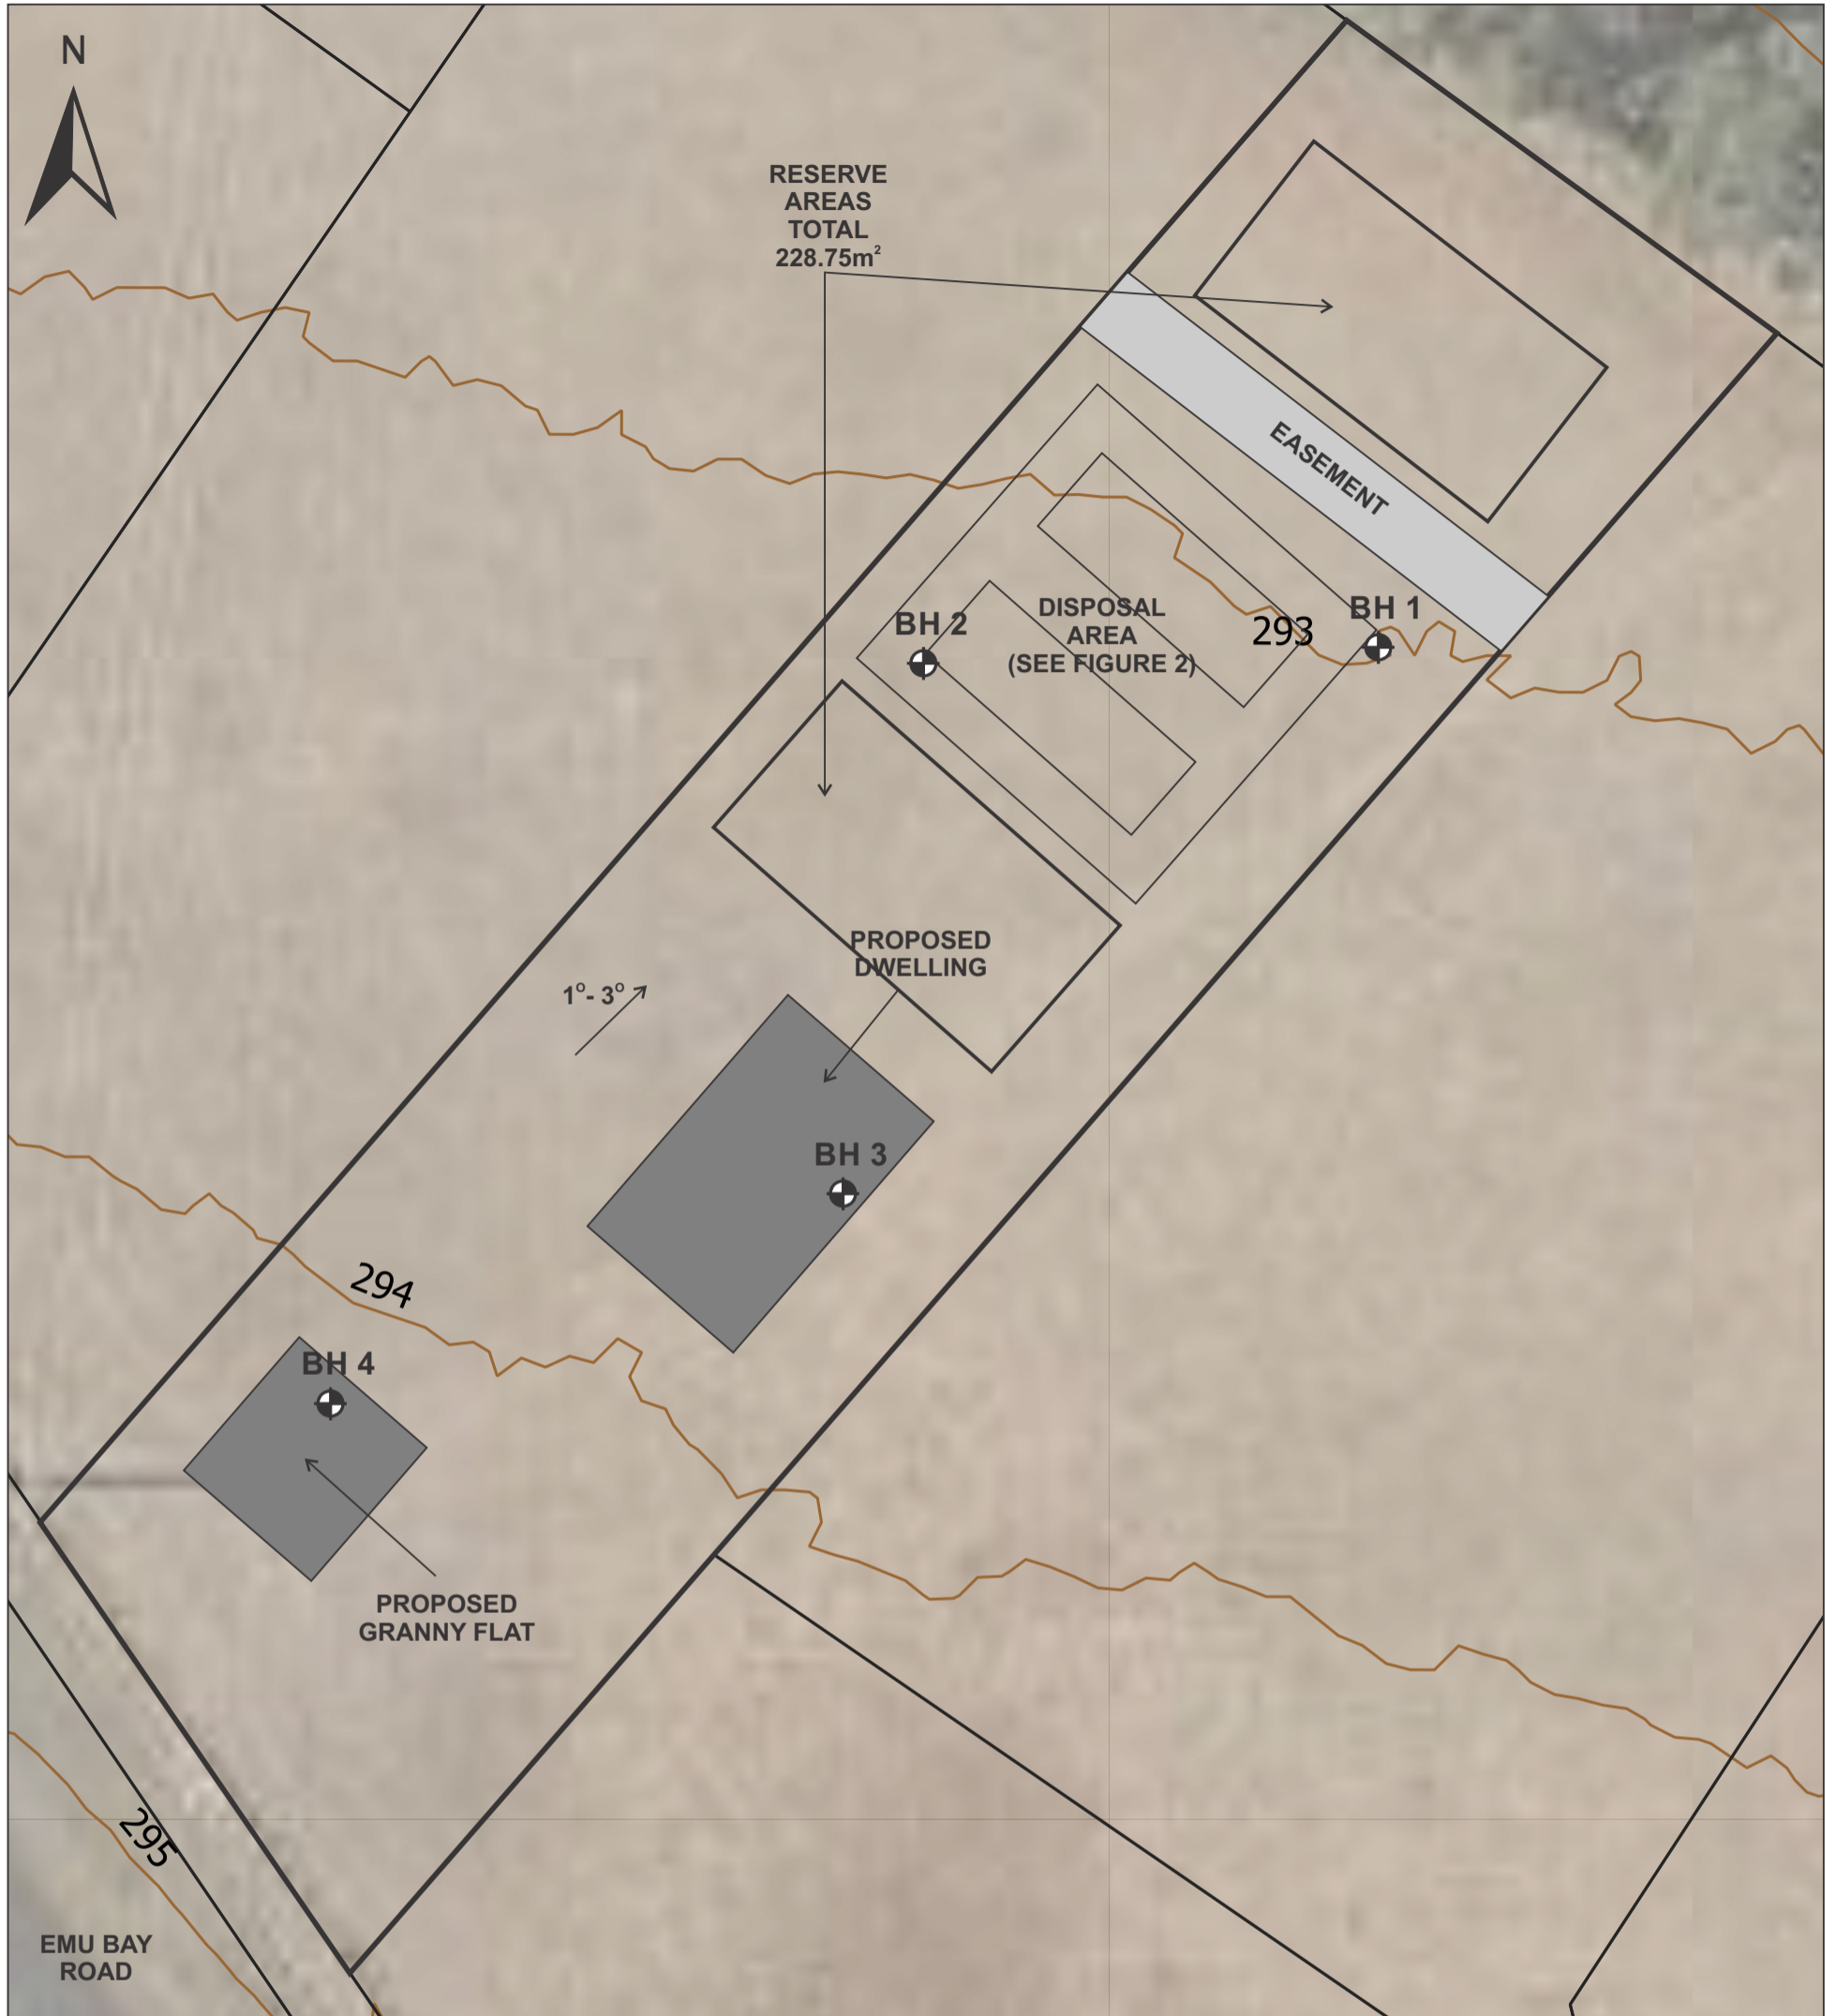 N
RESERVE
AREAS
TOTAL
228.75m²
EASEMENT
BH 1
BH 2
DISPOSAL
AREA
(SEE FIGURE 2)
293
PROPOSED
DWELLING
1°- 3°
BH 3
294
BH 4
PROPOSED
GRANNY FLAT
295
EMU BAY
ROAD